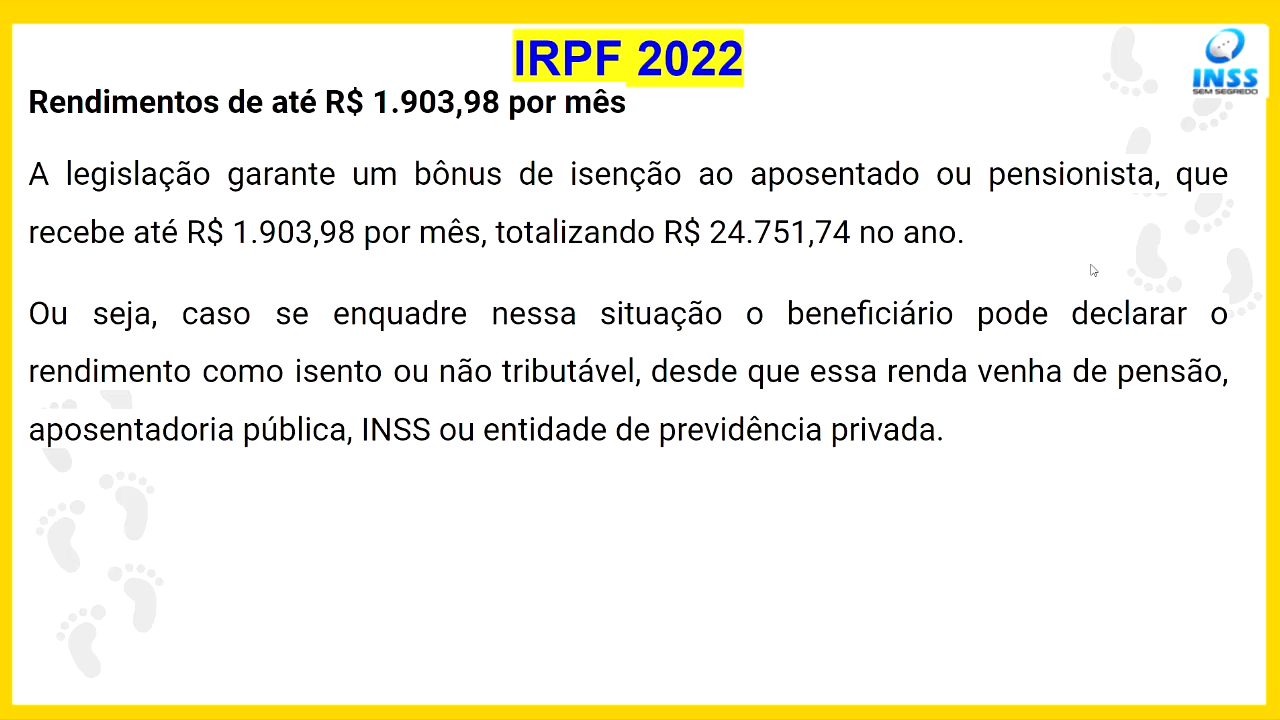 IRPF 2022
INSS
SEM SEGREDO
Rendimentos de até R$ 1.903,98 por mês
A legislação garante um bônus de isenção ao aposentado ou pensionista, que
recebe até R$ 1.903,98 por mês, totalizando R$ 24.751,74 no ano.
Ou seja, caso se enquadre nessa situação o beneficiário pode declarar o
rendimento como isento ou não tributável, desde que essa renda venha de pensão,
aposentadoria pública, INSS ou entidade de previdência privada.